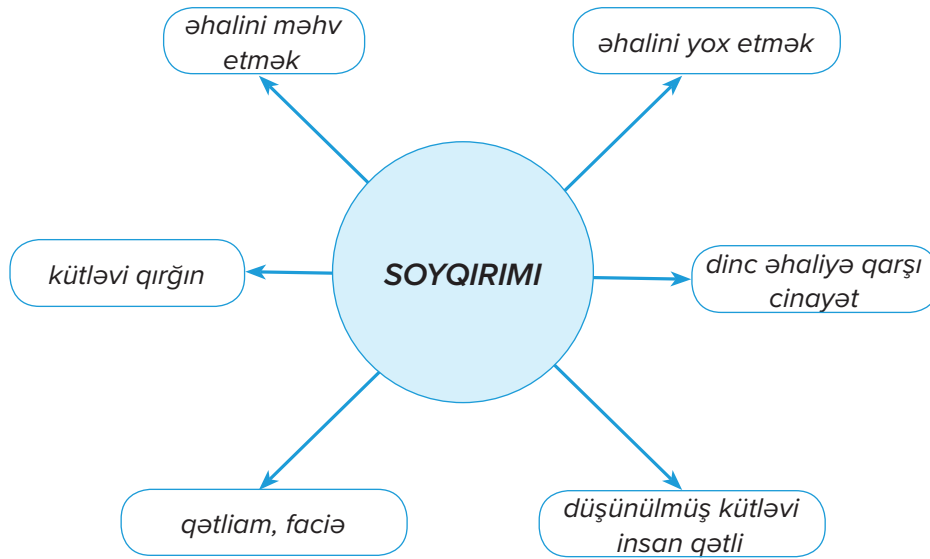 əhalini məhv
etmək
əhalini yox etmək
kütləvi qırğın
SOYQIRIMI
dinc əhaliyə qarşı
cinayət
qətliam, faciə
düşünülmüş kütləvi
insan qətli